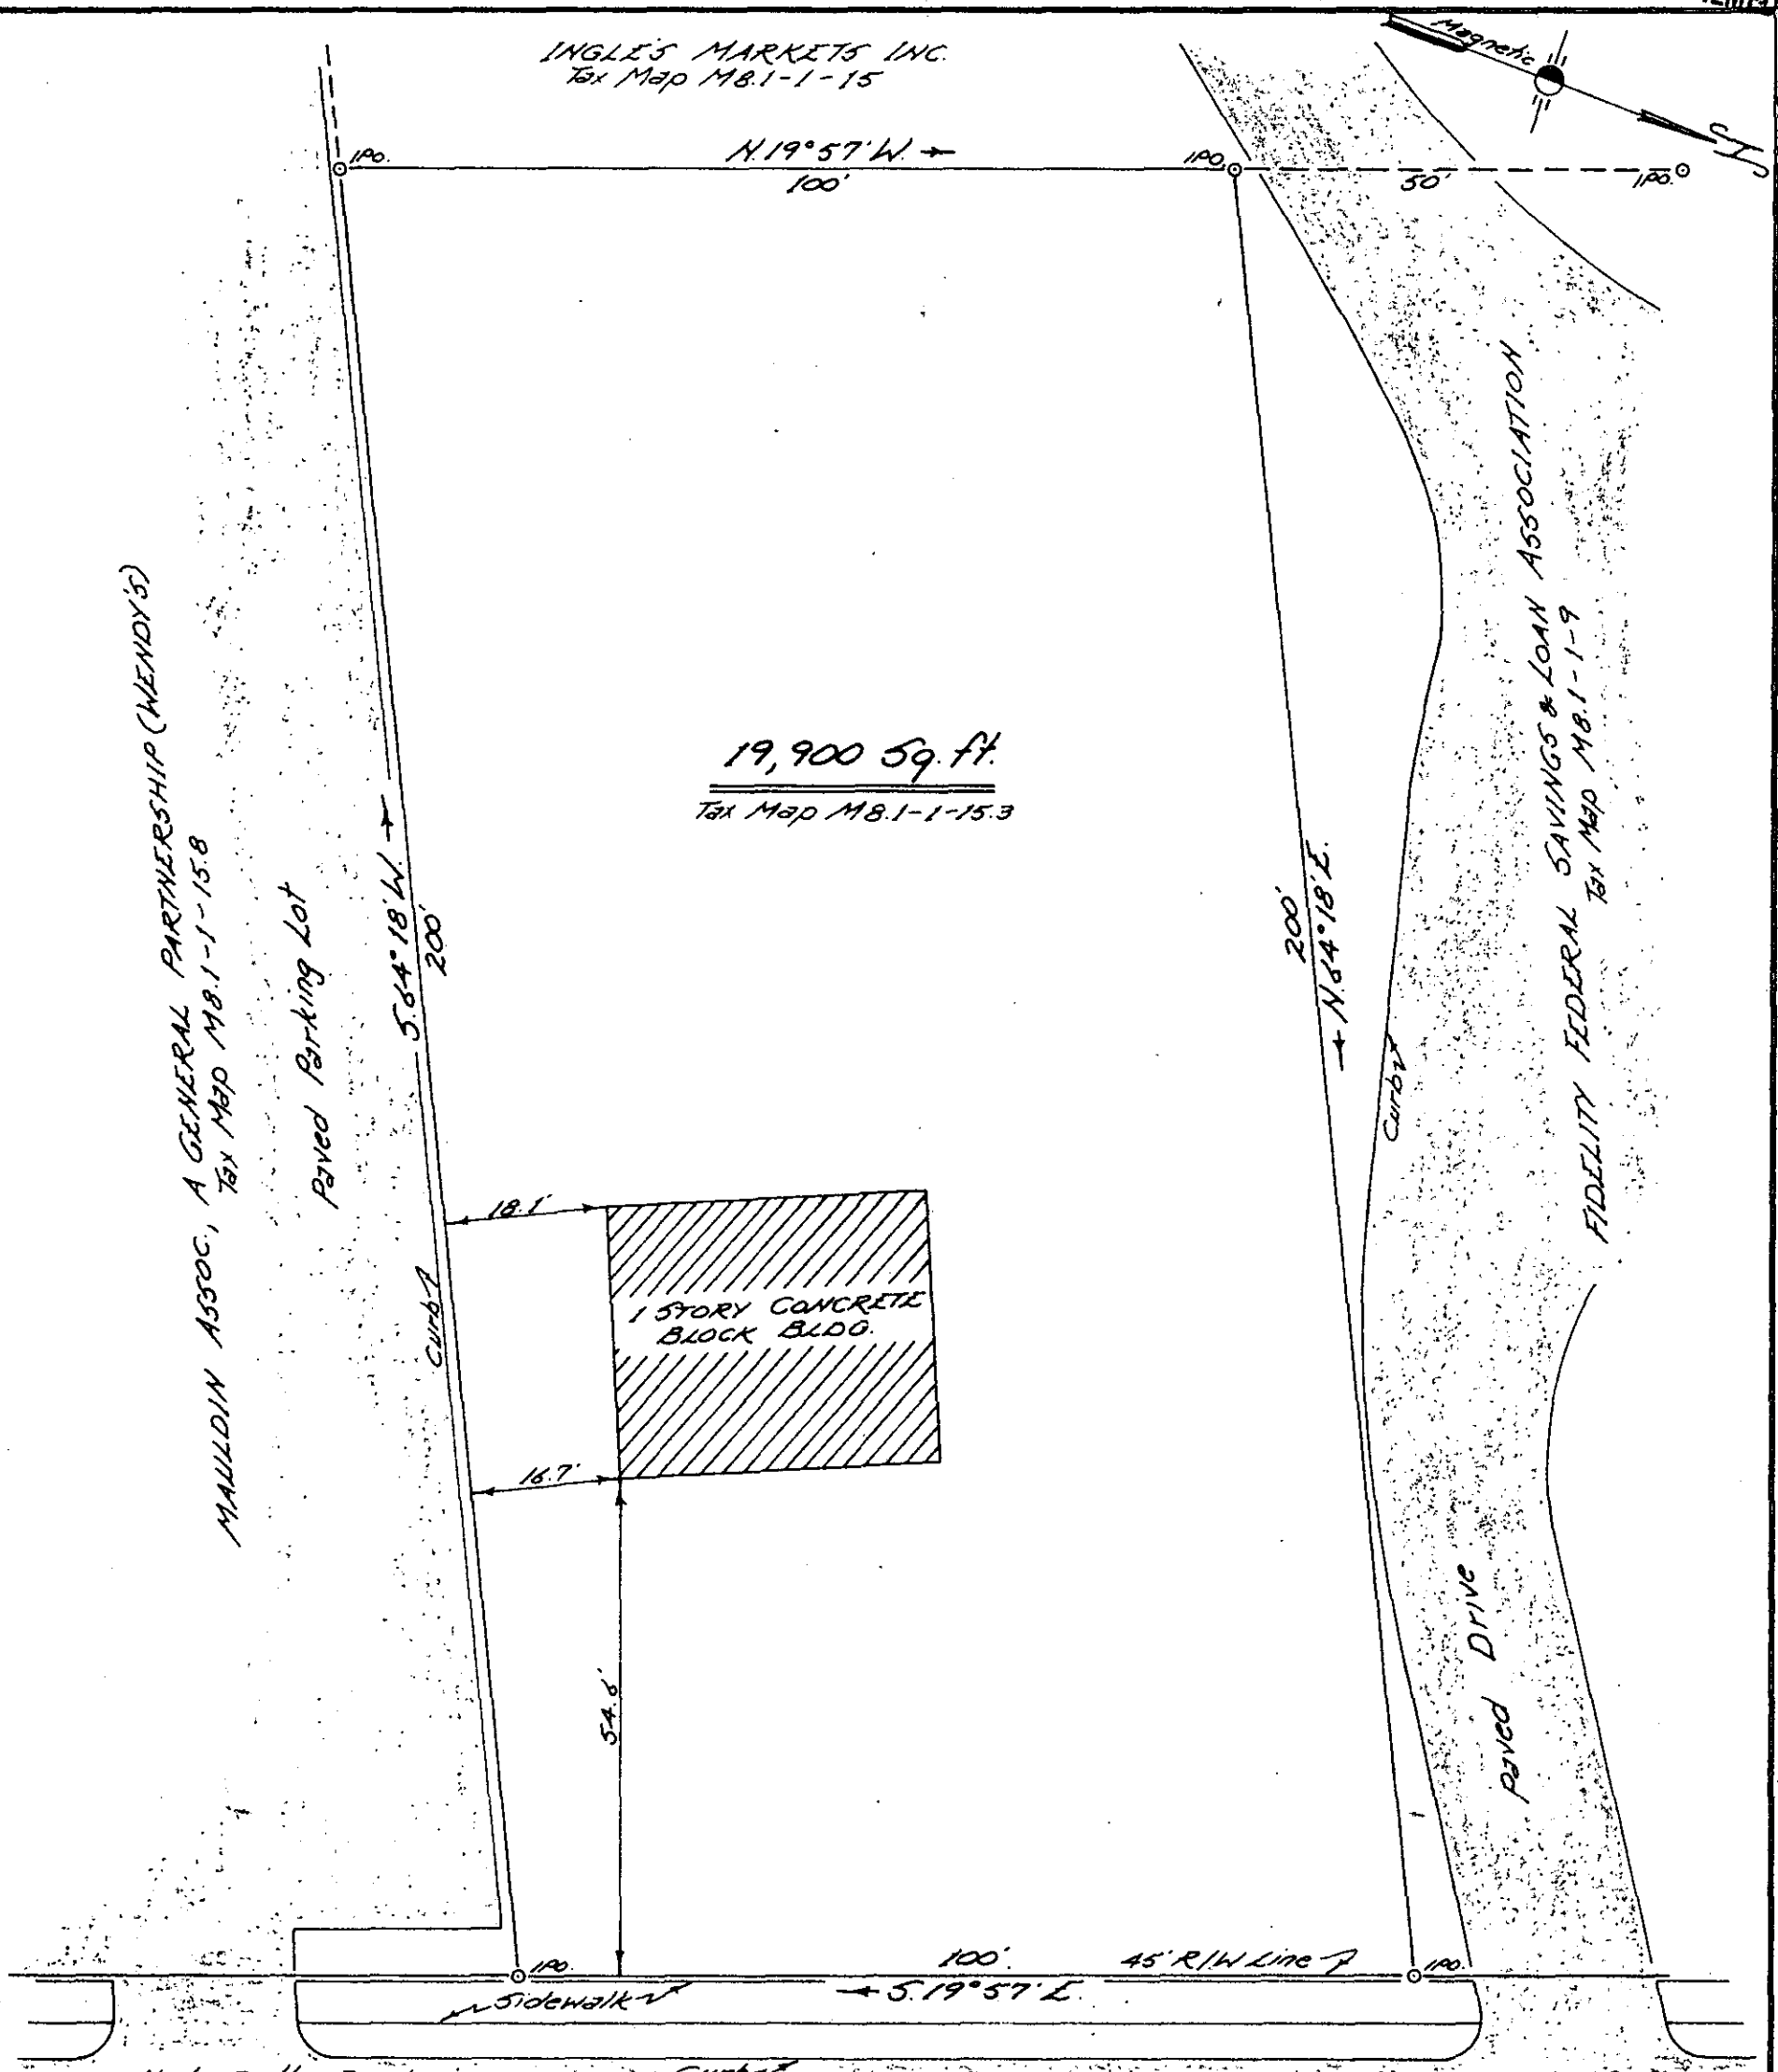 INGLE'S MARKETS INC.
Tax Map M8.1-1-15
Magnetic
N
IPO.
N.19°57'W.
100'
IPO.
50'
IPO.
MAULDIN ASSOC., A GENERAL PARTNERSHIP (WENDY'S)
Tax Map M8.1-1-15.8
Paved Parking Lot
S.64°18'W.
200'
19,900 Sq. ft.
Tax Map M8.1-1-15.3
200'
N.64°18'E.
Curb
FIDELITY FEDERAL SAVINGS & LOAN ASSOCIATION
Tax Map M8.1-1-9
18.1'
Curb
1 STORY CONCRETE
BLOCK BLDG.
16.7'
54.6'
Paved Drive
IPO.
100'
45' R/W Line
IPO.
Sidewalk
S.19°57'E.
Curb